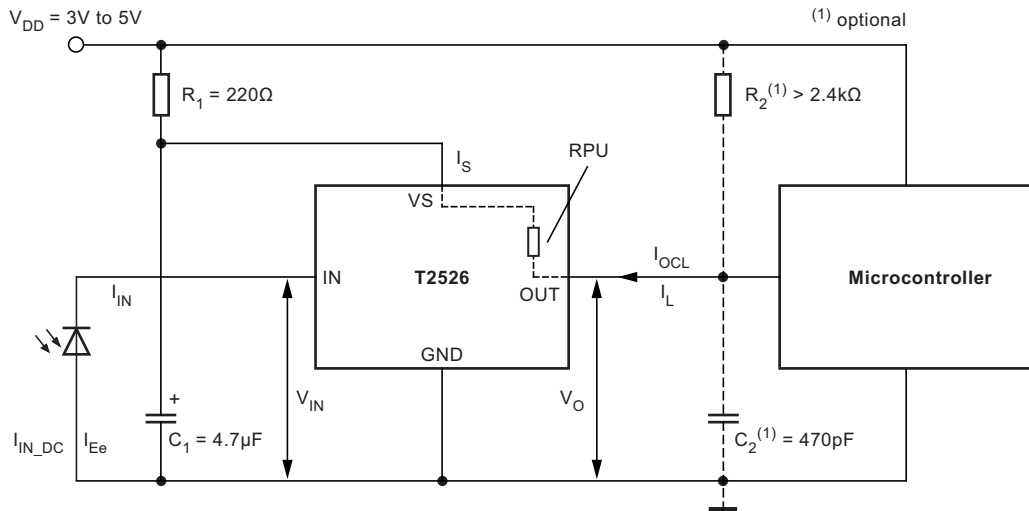 V_DD = 3V to 5V
(1) optional
R_1 = 220Ω
R_2^(1) > 2.4kΩ
RPU
I_S
VS
IN
T2526
OUT
I_OCL
I_L
Microcontroller
I_IN
GND
V_IN
V_O
+
I_IN_DC
I_Ee
C_1 = 4.7µF
C_2^(1) = 470pF